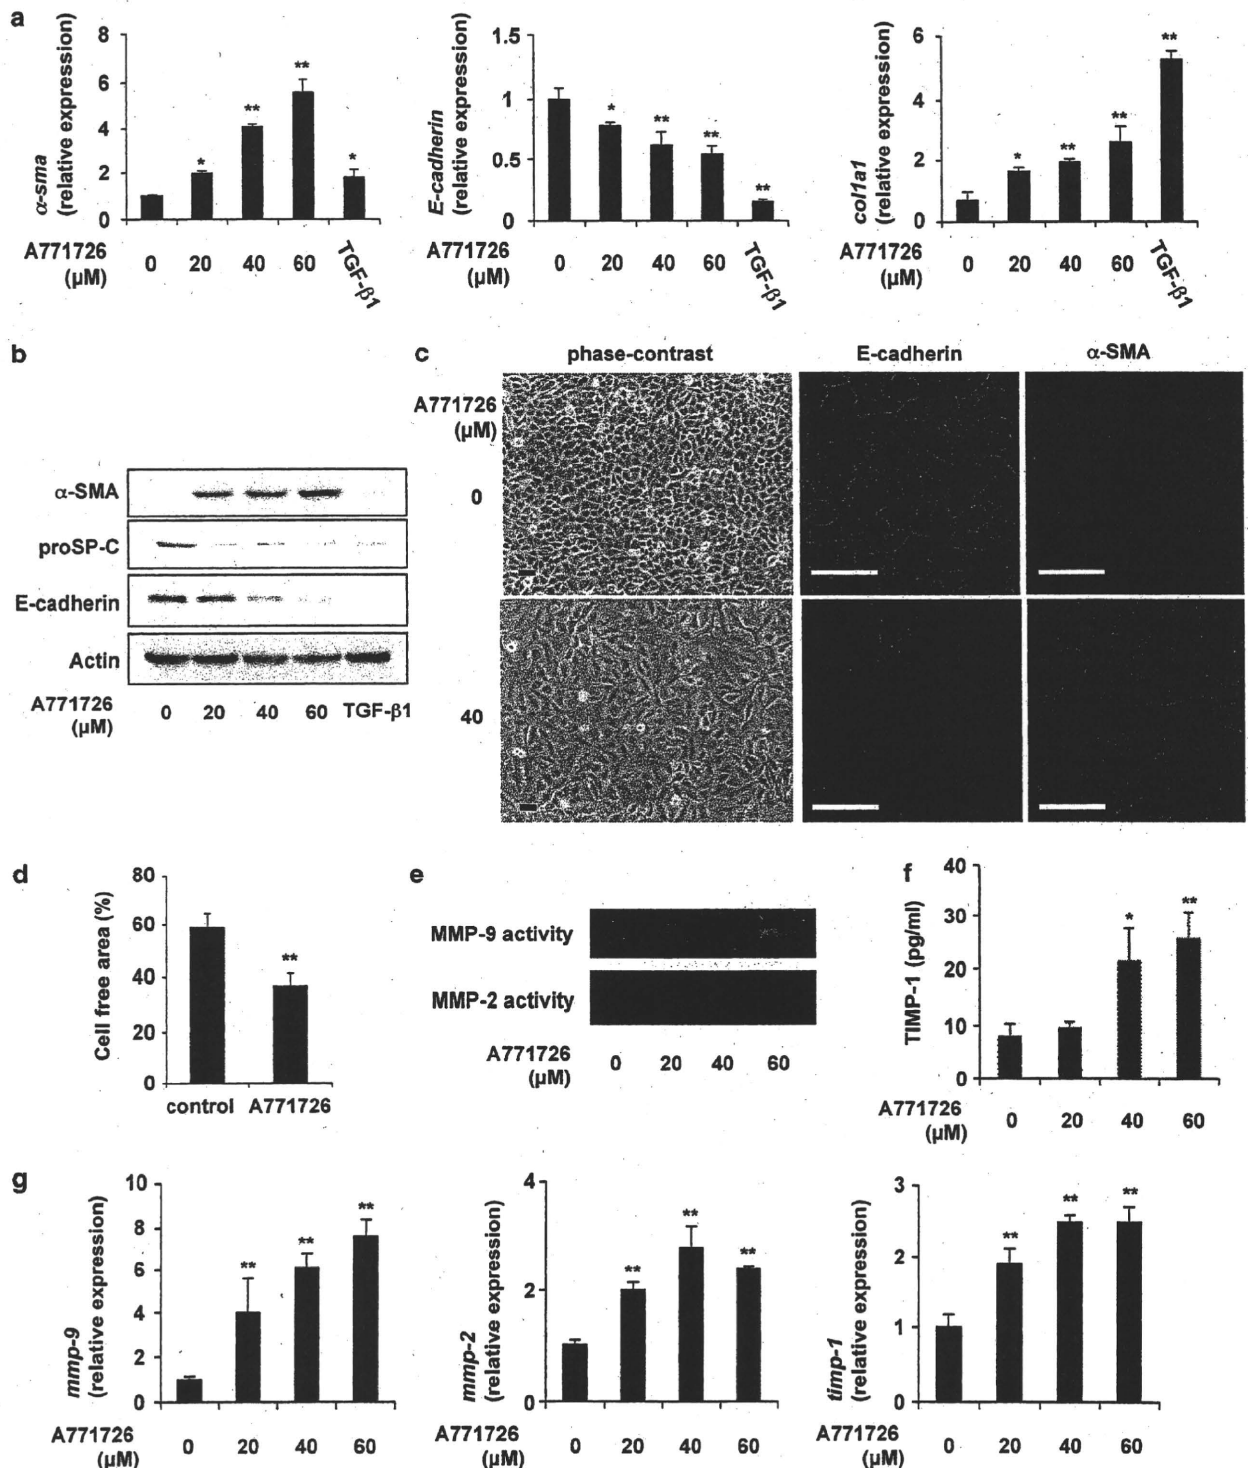 a
α-sma
(relative expression)
8
6
4
2
0
*
**
**
*
A771726
(µM)
0 20 40 60 TGF-β1
E-cadherin
(relative expression)
1.5
1
0.5
0
*
**
**
**
A771726
(µM)
0 20 40 60 TGF-β1
col1a1
(relative expression)
6
4
2
0
*
**
**
**
A771726
(µM)
0 20 40 60 TGF-β1
b
α-SMA
proSP-C
E-cadherin
Actin
A771726
(µM)
0 20 40 60 TGF-β1
c
phase-contrast E-cadherin α-SMA
A771726
(µM)
0
40
d
Cell free area (%)
80
60
40
20
0
**
control A771726
e
MMP-9 activity
MMP-2 activity
A771726
(µM)
0 20 40 60
f
TIMP-1 (pg/ml)
40
30
20
10
0
*
**
A771726
(µM)
0 20 40 60
g
mmp-9
(relative expression)
10
8
6
4
2
0
**
**
**
A771726
(µM)
0 20 40 60
mmp-2
(relative expression)
4
2
0
**
**
**
A771726
(µM)
0 20 40 60
timp-1
(relative expression)
3
2
1
0
**
**
**
A771726
(µM)
0 20 40 60